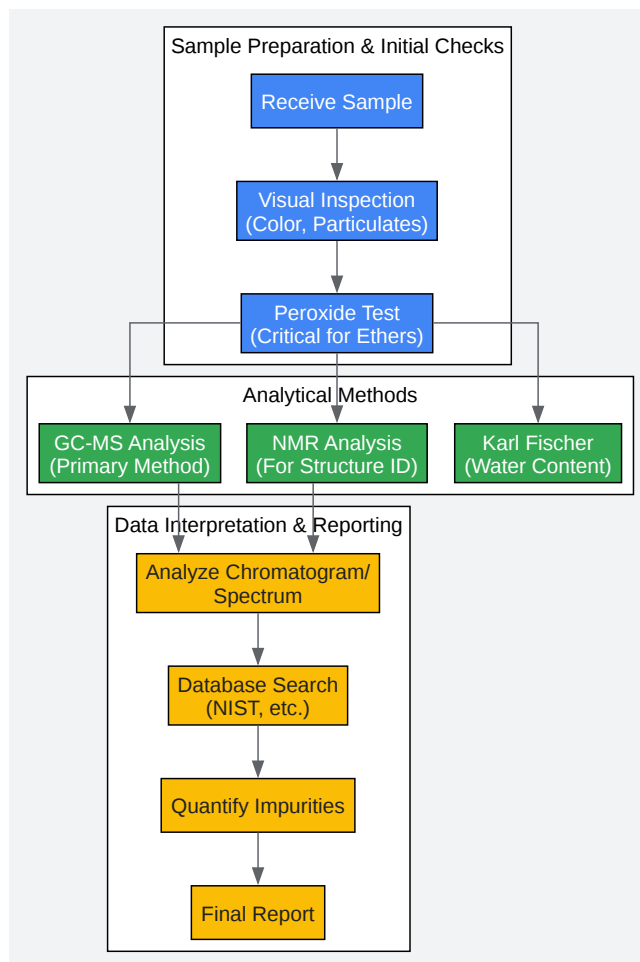 Sample Preparation & Initial Checks
Receive Sample
Visual Inspection
(Color, Particulates)
Peroxide Test
(Critical for Ethers)
Analytical Methods
GC-MS Analysis
(Primary Method)
NMR Analysis
(For Structure ID)
Karl Fischer
(Water Content)
Data Interpretation & Reporting
Analyze Chromatogram/
Spectrum
Database Search
(NIST, etc.)
Quantify Impurities
Final Report